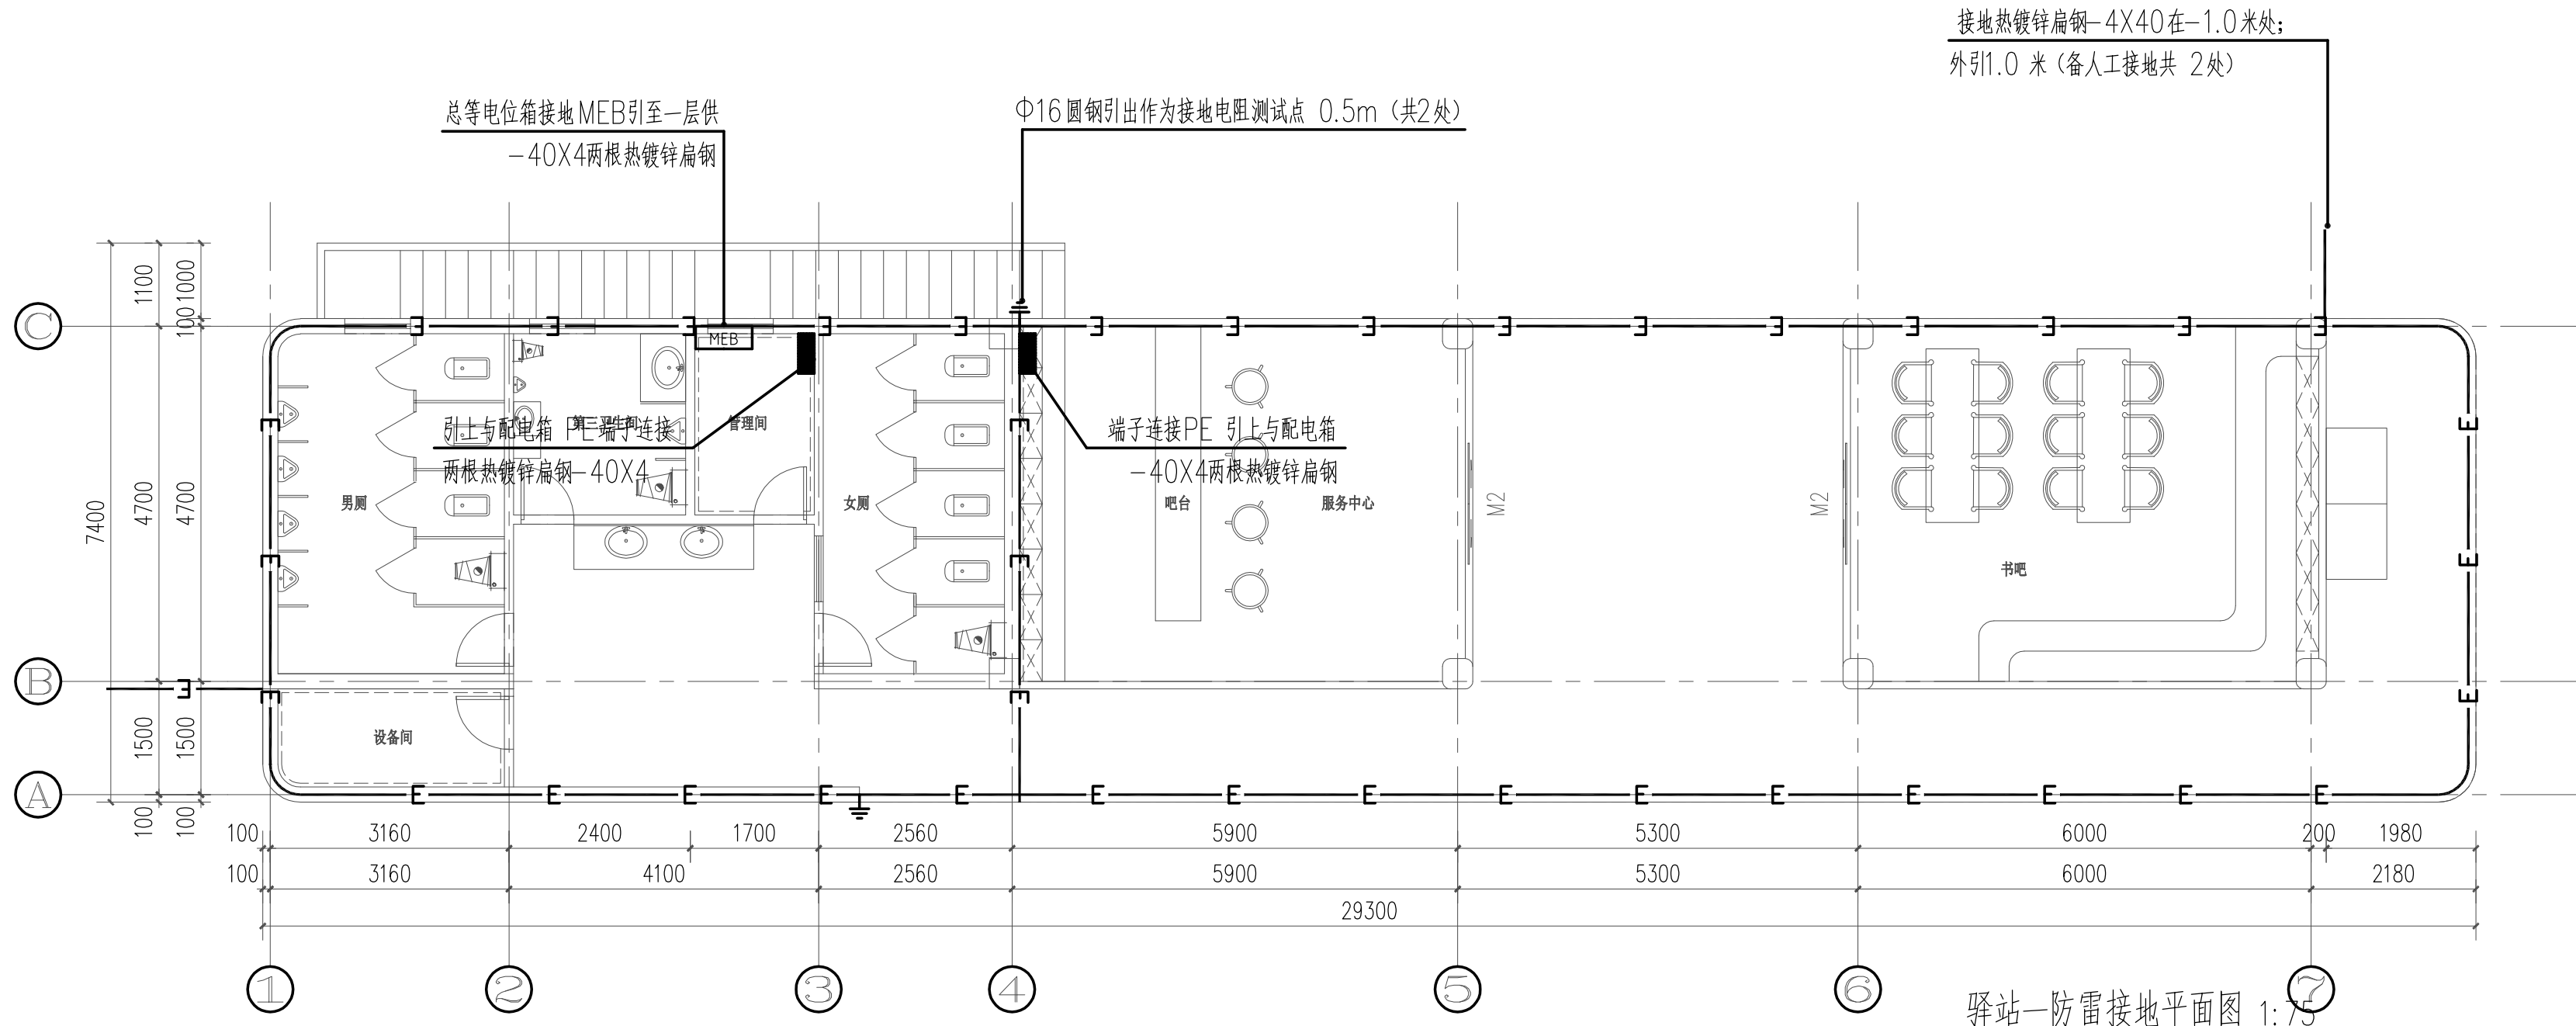 接地热镀锌扁钢-4X40在-1.0米处;
外引1.0 米(备人工接地共 2处)
总等电位箱接地MEB引至一层供
-40X4两根热镀锌扁钢
Φ16圆钢引出作为接地电阻测试点 0.5m (共2处)
1100
1000
100
C
MEB
第三卫生间
管理间
引上与配电箱 PE端子连接
两根热镀锌扁钢-40X4
端子连接PE 引上与配电箱
-40X4两根热镀锌扁钢
7400
4700
4700
男厕
女厕
吧台
服务中心
M2
M2
书吧
B
E
1500
1500
设备间
A
E E E E E E E E E E E E E E E
100
100
100 3160 2400 1700 2560 5900 5300 6000 200 1980
100 3160 4100 2560 5900 5300 6000 2180
29300
1 2 3 4 5 6 7
驿站一防雷接地平面图 1:75